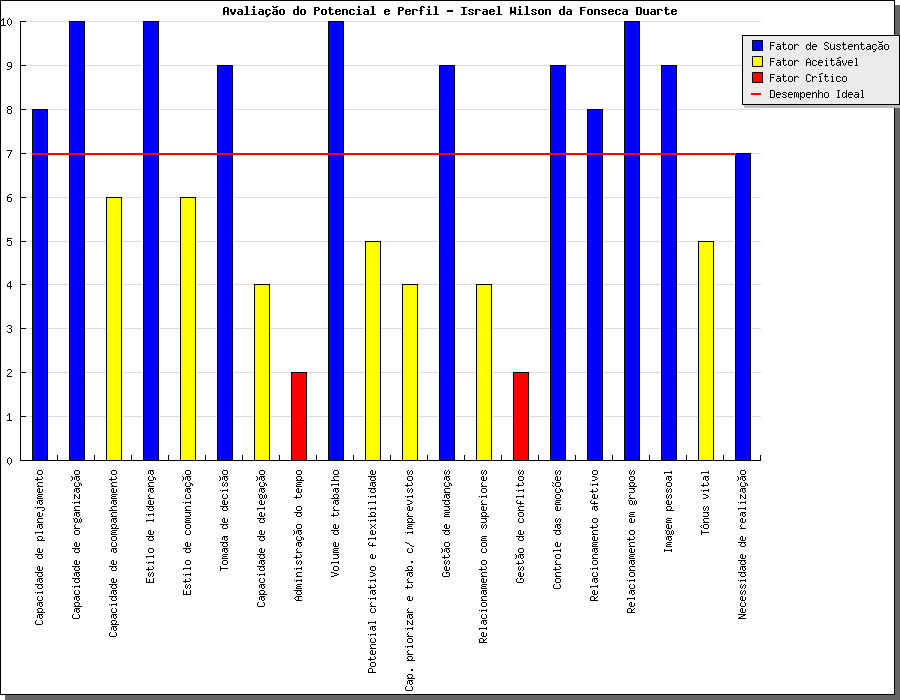 Avaliação do Potencial e Perfil - Israel Wilson da Fonseca Duarte
10
9
8
7
6
5
4
3
2
1
0
Fator de Sustentação
Fator Aceitável
Fator Crítico
Desempenho Ideal
Capacidade de planejamento
Capacidade de organização
Capacidade de acompanhamento
Estilo de liderança
Estilo de comunicação
Tomada de decisão
Capacidade de delegação
Administração do tempo
Volume de trabalho
Potencial criativo e flexibilidade
Cap. priorizar e trab. c/ imprevistos
Gestão de mudanças
Relacionamento com superiores
Gestão de conflitos
Controle das emoções
Relacionamento afetivo
Relacionamento em grupos
Imagem pessoal
Tônus vital
Necessidade de realização